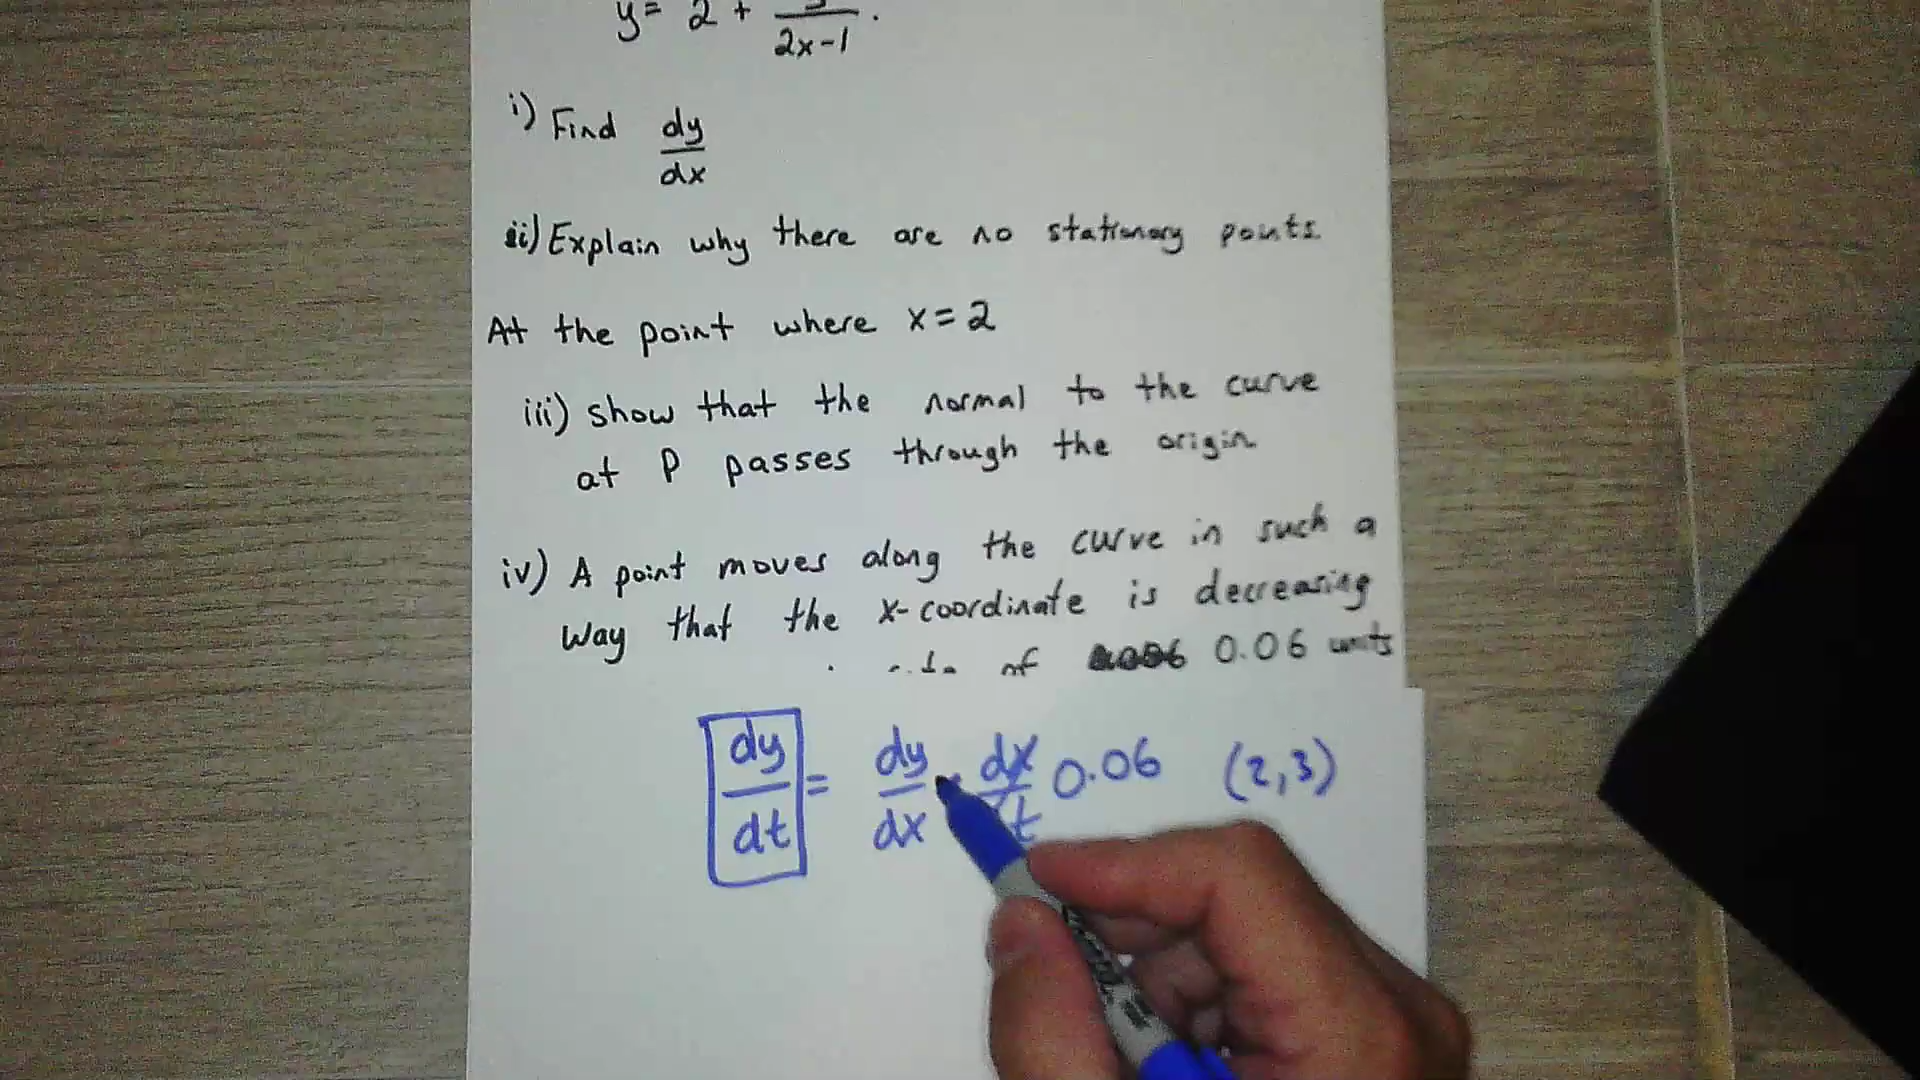 y = 2 +
2x-1 .
i) Find dy
dx
ii) Explain why there are no stationary points
At the point where x = 2
iii) show that the normal to the curve
at P passes through the origin
iv) A point moves along the curve in such a
way that the x-coordinate is decreasing
of 0.06 units
dy = dy . dx 0.06 (2,3)
dt dx dt